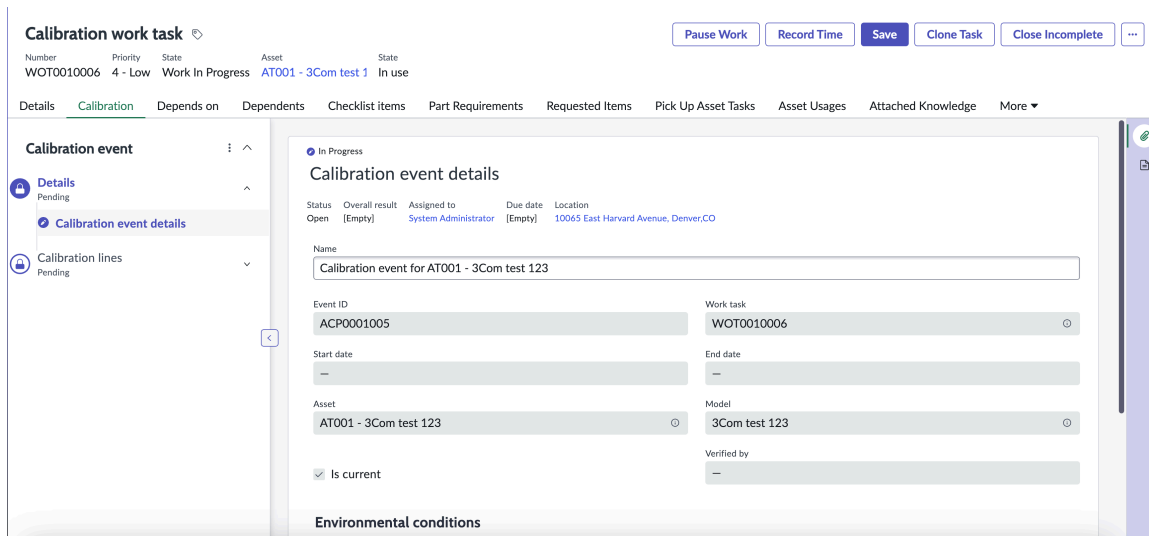 Calibration work task
Pause Work
Record Time
Save
Clone Task
Close Incomplete
Number
Priority
State
Asset
State
WOT0010006
4 - Low
Work In Progress
AT001 - 3Com test 1
In use
Details
Calibration
Depends on
Dependents
Checklist items
Part Requirements
Requested Items
Pick Up Asset Tasks
Asset Usages
Attached Knowledge
More
Calibration event
Details
Pending
Calibration event details
Calibration lines
Pending
In Progress
Calibration event details
Status
Overall result
Assigned to
Due date
Location
Open
[Empty]
System Administrator
[Empty]
10065 East Harvard Avenue, Denver,CO
Name
Calibration event for AT001 - 3Com test 123
Event ID
Work task
ACP0001005
WOT0010006
Start date
End date
—
—
Asset
Model
AT001 - 3Com test 123
3Com test 123
Verified by
Is current
—
Environmental conditions